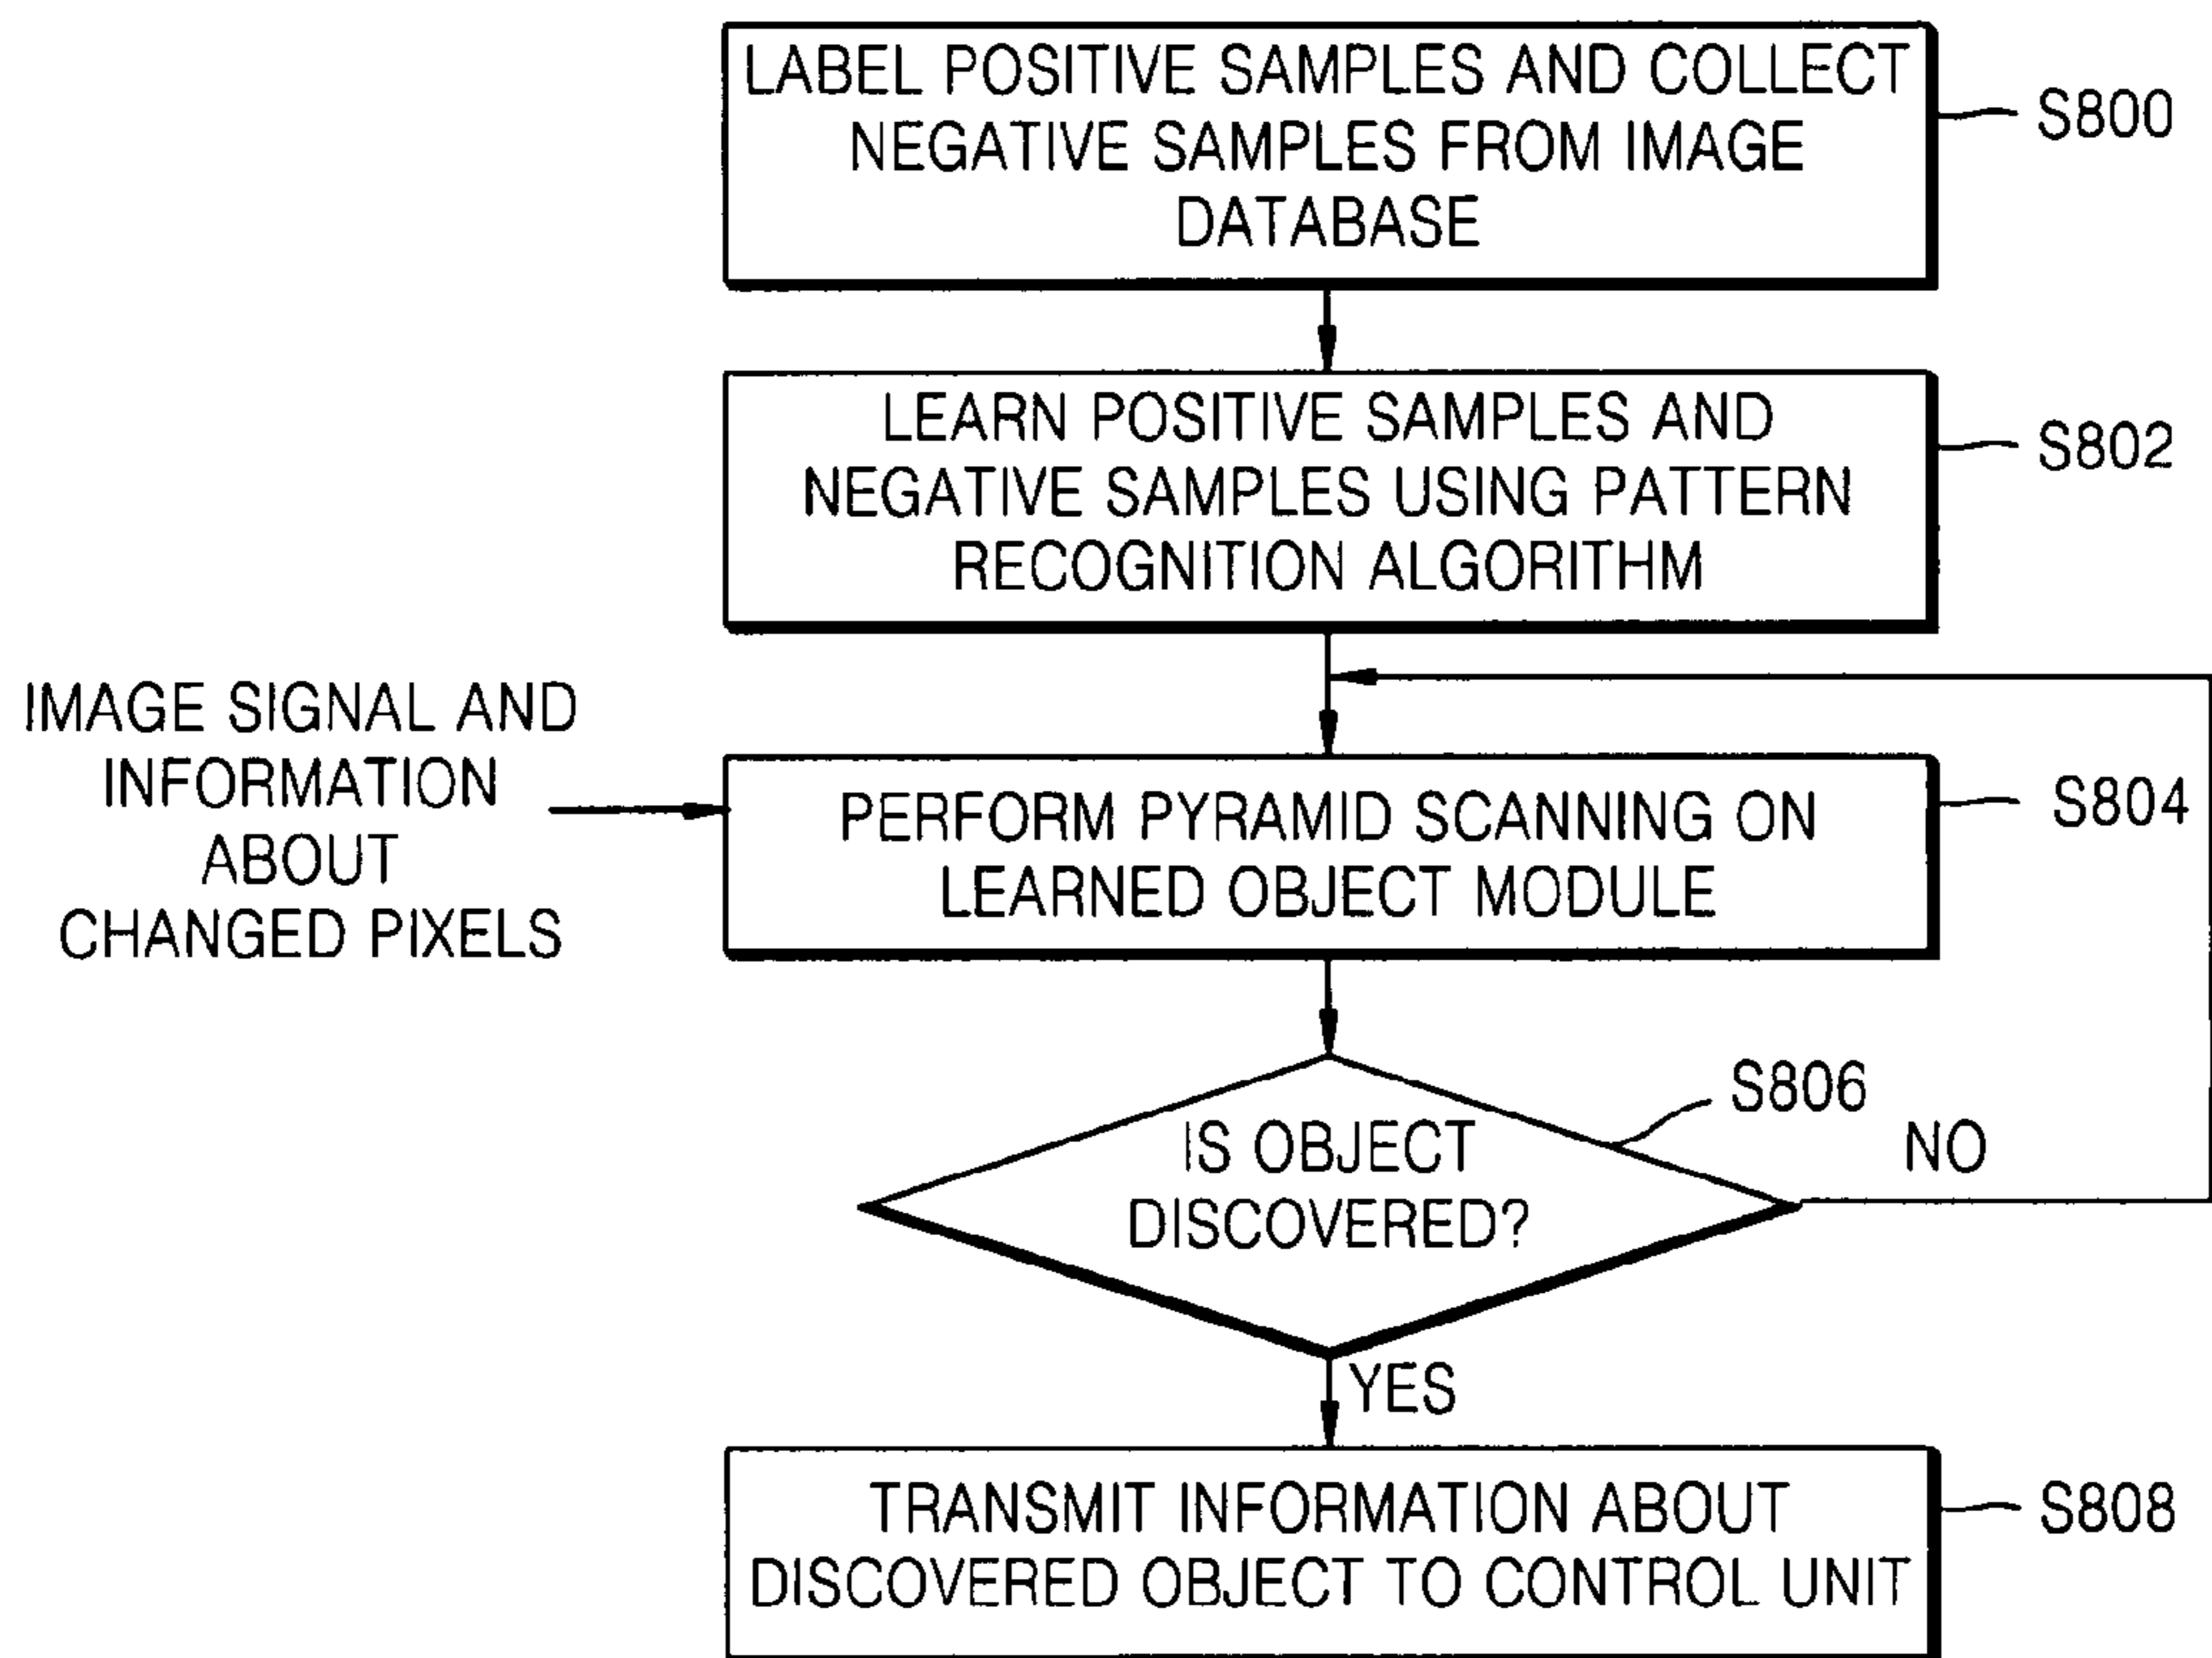 LABEL POSITIVE SAMPLES AND COLLECT
NEGATIVE SAMPLES FROM IMAGE
DATABASE
S800
LEARN POSITIVE SAMPLES AND
NEGATIVE SAMPLES USING PATTERN
RECOGNITION ALGORITHM
S802
IMAGE SIGNAL AND
INFORMATION
ABOUT
CHANGED PIXELS
PERFORM PYRAMID SCANNING ON
LEARNED OBJECT MODULE
S804
IS OBJECT
DISCOVERED?
S806
NO
YES
TRANSMIT INFORMATION ABOUT
DISCOVERED OBJECT TO CONTROL UNIT
S808